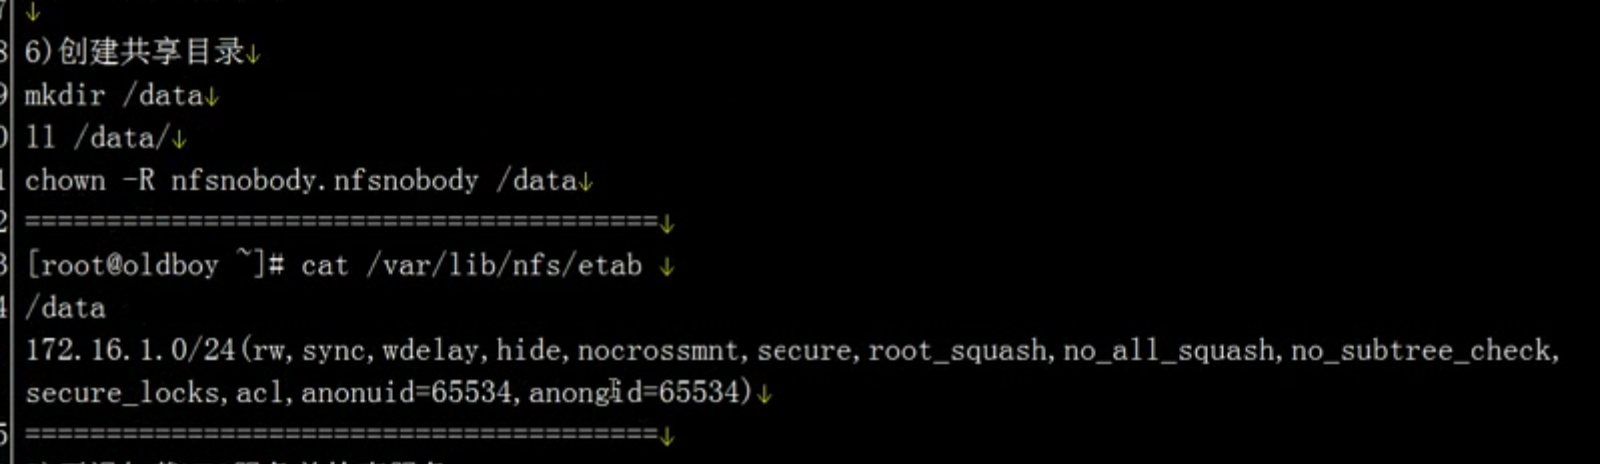 6)创建共享目录↓
mkdir /data↓
ll /data/↓
chown -R nfsnobody.nfsnobody /data↓
=======================================↓
[root@oldboy ~]# cat /var/lib/nfs/etab ↓
/data
172.16.1.0/24(rw,sync,wdelay,hide,nocrossmnt,secure,root_squash,no_all_squash,no_subtree_check,
secure_locks,acl,anonuid=65534,anongid=65534)↓
=======================================↓